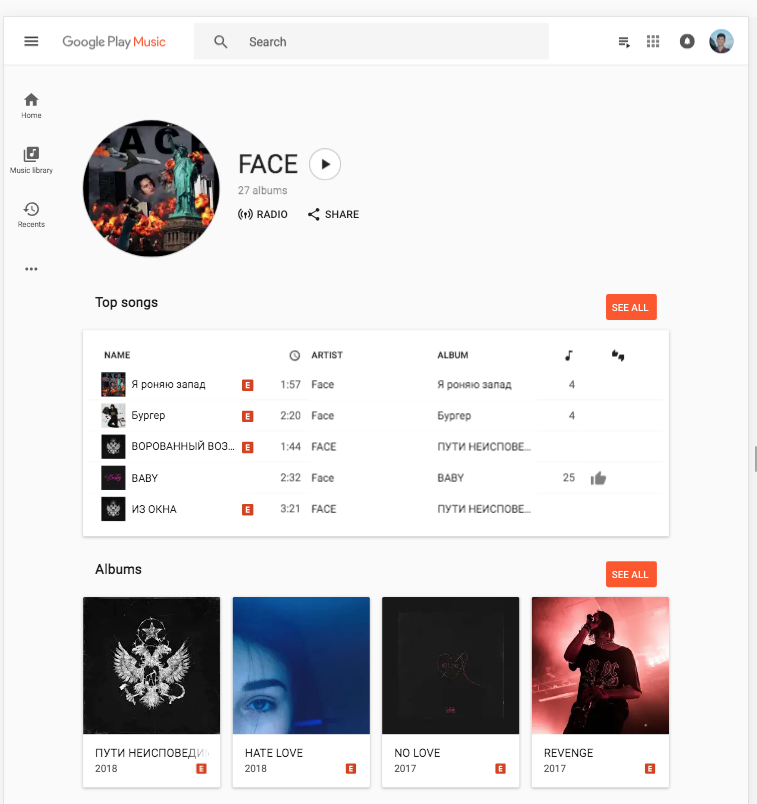 Google Play Music
Search
Home
Music library
Recents
FACE
FACE
27 albums
RADIO
SHARE
Top songs
SEE ALL
NAME ARTIST ALBUM
Я роняю запад E 1:57 Face Я роняю запад 4
Бургер E 2:20 Face Бургер 4
ВОРОВАННЫЙ ВОЗ... E 1:44 FACE ПУТИ НЕИСПОВЕ...
BABY 2:32 Face BABY 25
ИЗ ОКНА E 3:21 FACE ПУТИ НЕИСПОВЕ...
Albums
SEE ALL
ПУТИ НЕИСПОВЕДИ
2018 E
HATE LOVE
2018 E
NO LOVE
2017 E
REVENGE
2017 E